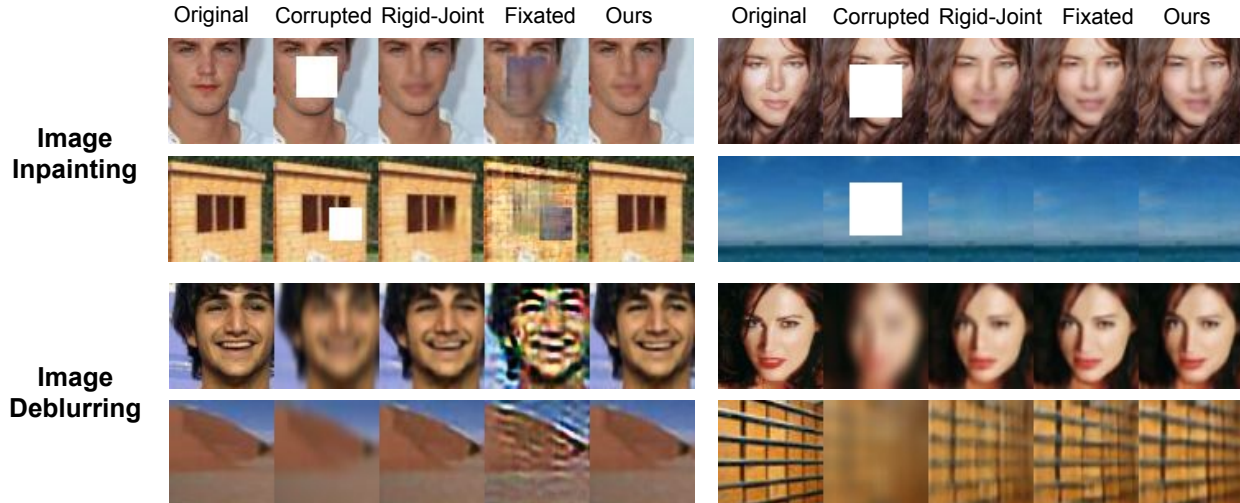 Original Corrupted Rigid-Joint Fixated Ours Original Corrupted Rigid-Joint Fixated Ours
Image
Inpainting
Image
Deblurring